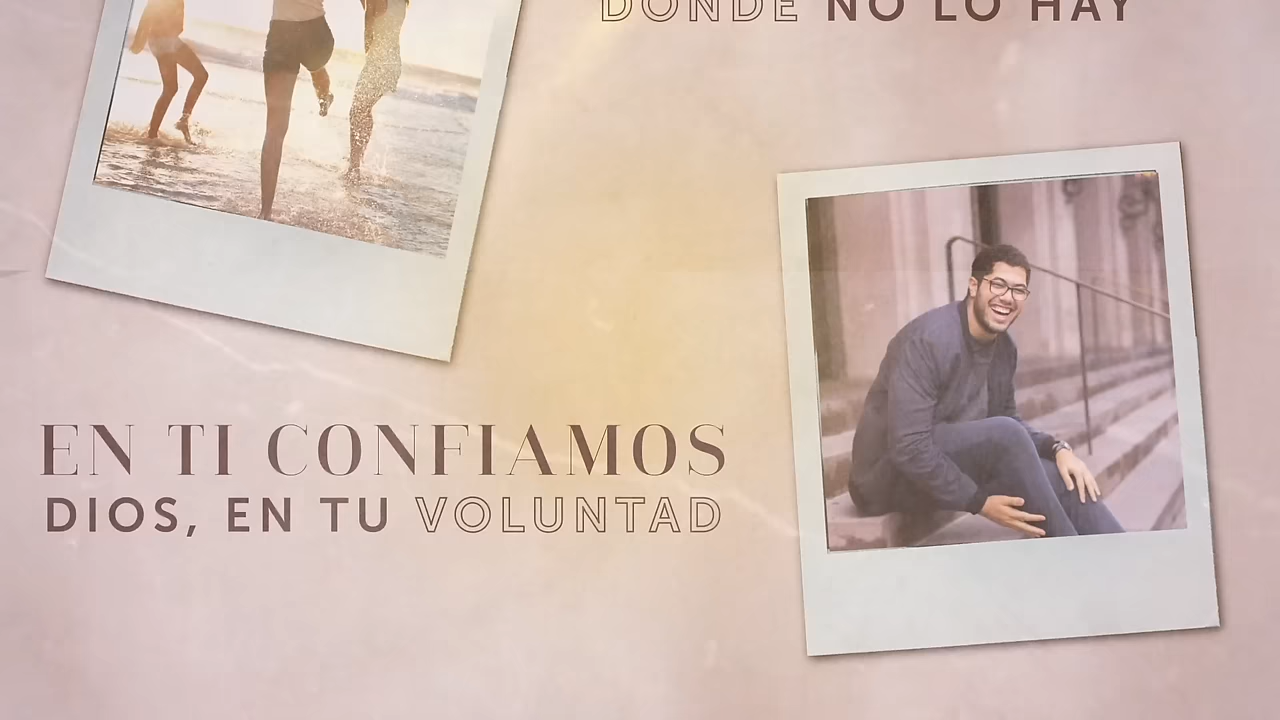 DONDE NO LO HAY
EN TI CONFIAMOS
DIOS, EN TU VOLUNTAD